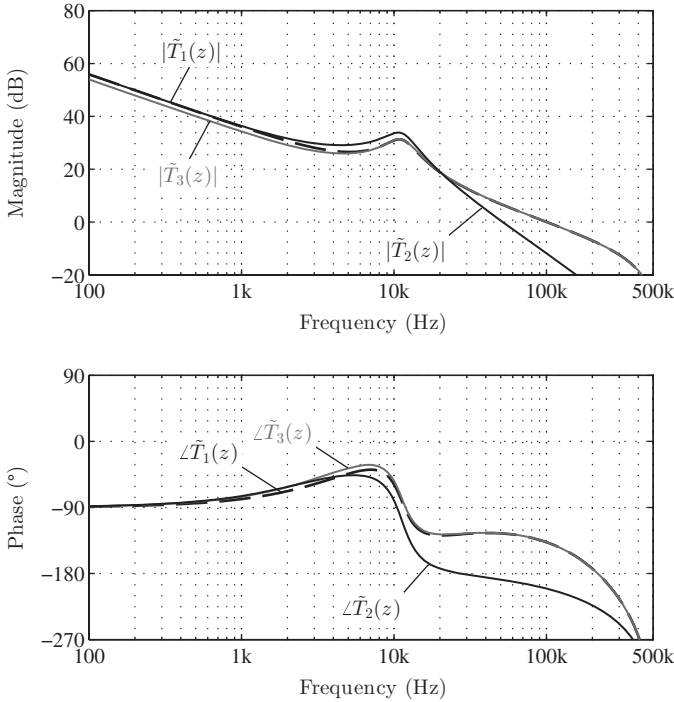 80
60
40
20
0
−20
Magnitude (dB)
|T̃₁(z)|
|T̃₃(z)|
|T̃₂(z)|
100
1k
10k
100k
500k
Frequency (Hz)
90
0
−90
−180
−270
Phase (°)
∠T̃₃(z)
∠T̃₁(z)
∠T̃₂(z)
100
1k
10k
100k
500k
Frequency (Hz)